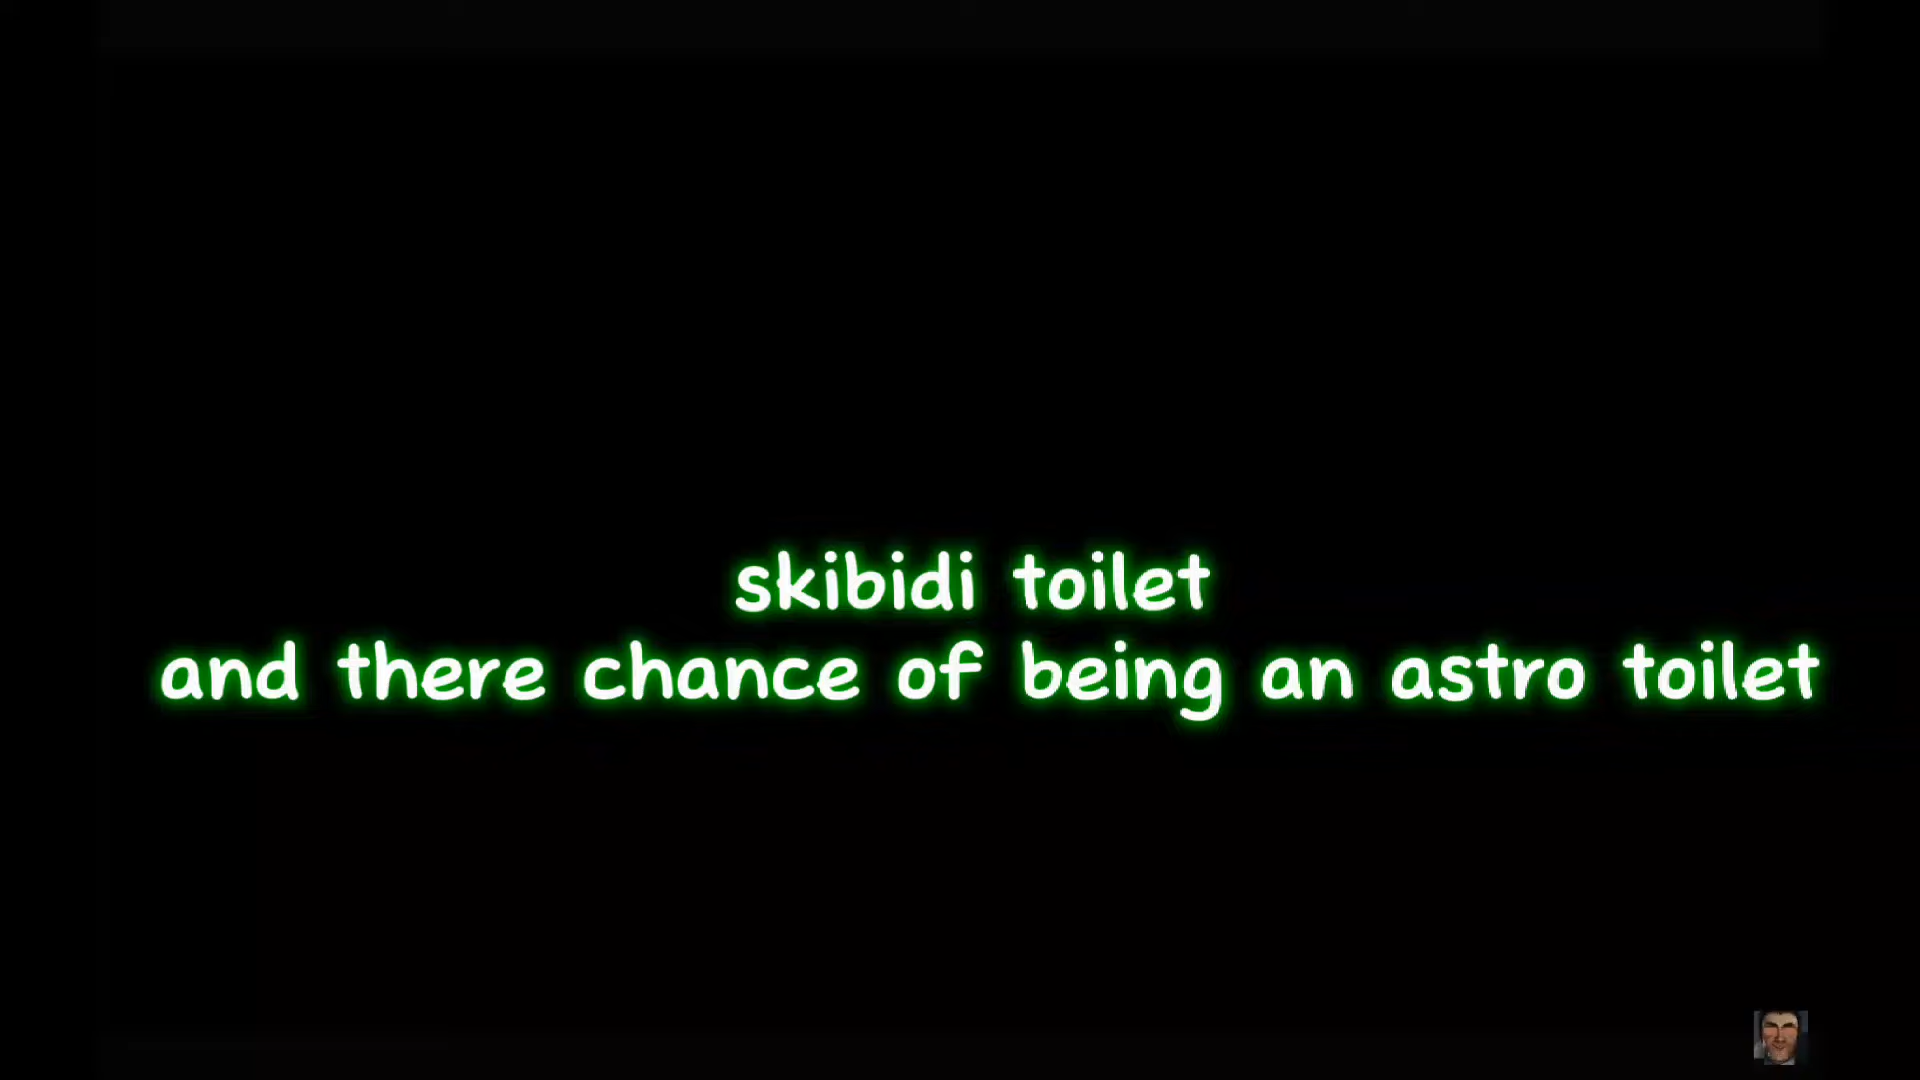 skibidi toilet
and there chance of being an astro toilet